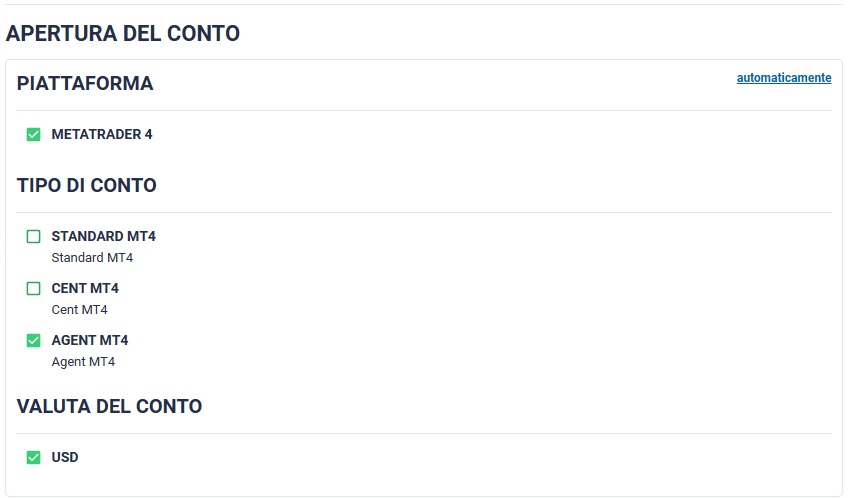 APERTURA DEL CONTO
PIATTAFORMA
automaticamente
METATRADER 4
TIPO DI CONTO
STANDARD MT4
Standard MT4
CENT MT4
Cent MT4
AGENT MT4
Agent MT4
VALUTA DEL CONTO
USD